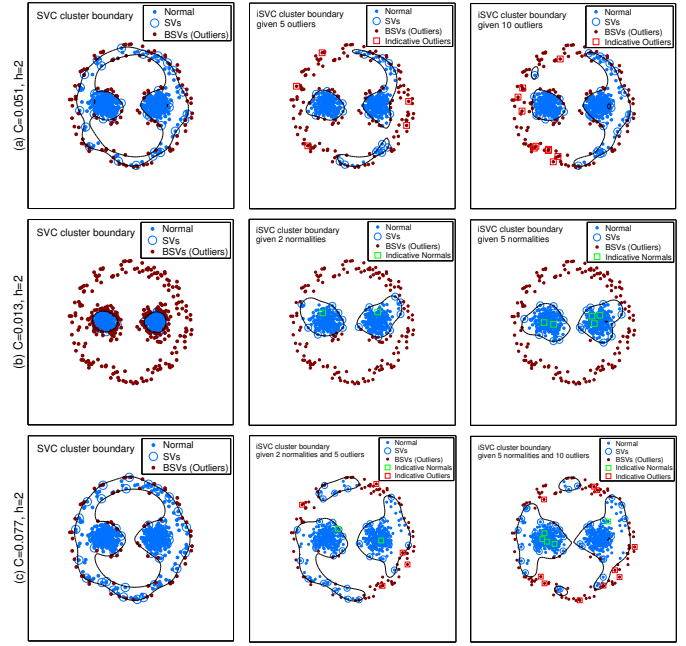 (a) C=0.051, h=2
SVC cluster boundary
Normal
SVs
BSVs (Outliers)
iSVC cluster boundary
given 5 outliers
Normal
SVs
BSVs (Outliers)
Indicative Outliers
iSVC cluster boundary
given 10 outliers
Normal
SVs
BSVs (Outliers)
Indicative Outliers
(b) C=0.013, h=2
SVC cluster boundary
Normal
SVs
BSVs (Outliers)
iSVC cluster boundary
given 2 normalities
Normal
SVs
BSVs (Outliers)
Indicative Normals
iSVC cluster boundary
given 5 normalities
Normal
SVs
BSVs (Outliers)
Indicative Normals
(c) C=0.0777, h=2
SVC cluster boundary
Normal
SVs
BSVs (Outliers)
iSVC cluster boundary
given 2 normalities and 5 outliers
Normal
SVs
BSVs (Outliers)
Indicative Normals
Indicative Outliers
iSVC cluster boundary
given 5 normalities and 10 outliers
Normal
SVs
BSVs (Outliers)
Indicative Normals
Indicative Outliers